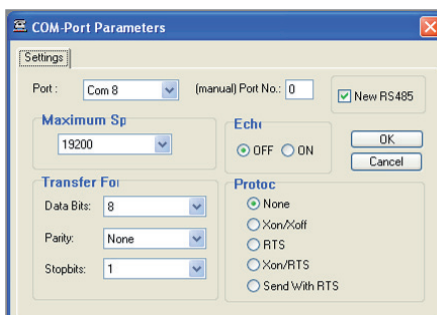 COM-Port Parameters
Settings
Port : Com 8 (manual) Port No.: 0 New RS485
Maximum Sp
19200
Echo
OFF ON
OK
Cancel
Transfer For
Data Bits: 8
Parity: None
Stopbits: 1
Protoc
None
Xon/Xoff
RTS
Xon/RTS
Send With RTS